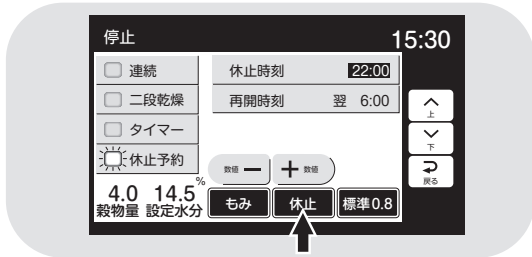 停止 15:30
連続
二段乾燥
タイマー
休止予約
休止時刻 22:00
再開時刻 翌 6:00
上
下
戻る
数値 － ＋ 数値
4.0 14.5%
穀物量 設定水分
もみ 休止 標準0.8